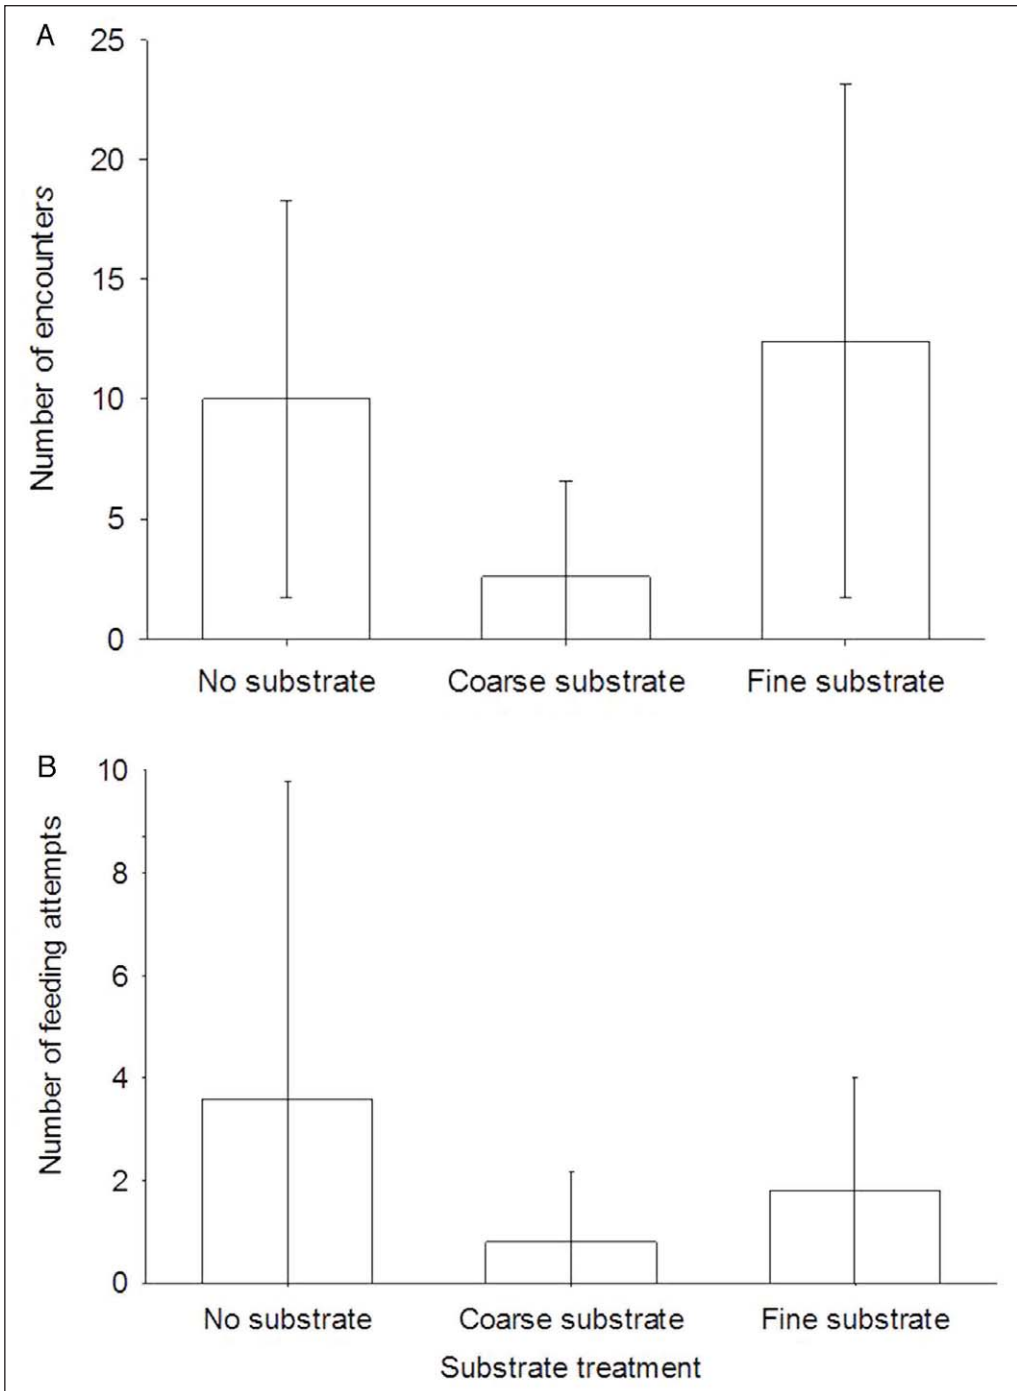 A
25
20
15
10
5
0
Number of encounters
No substrate Coarse substrate Fine substrate
B
10
8
6
4
2
0
Number of feeding attempts
No substrate Coarse substrate Fine substrate
Substrate treatment